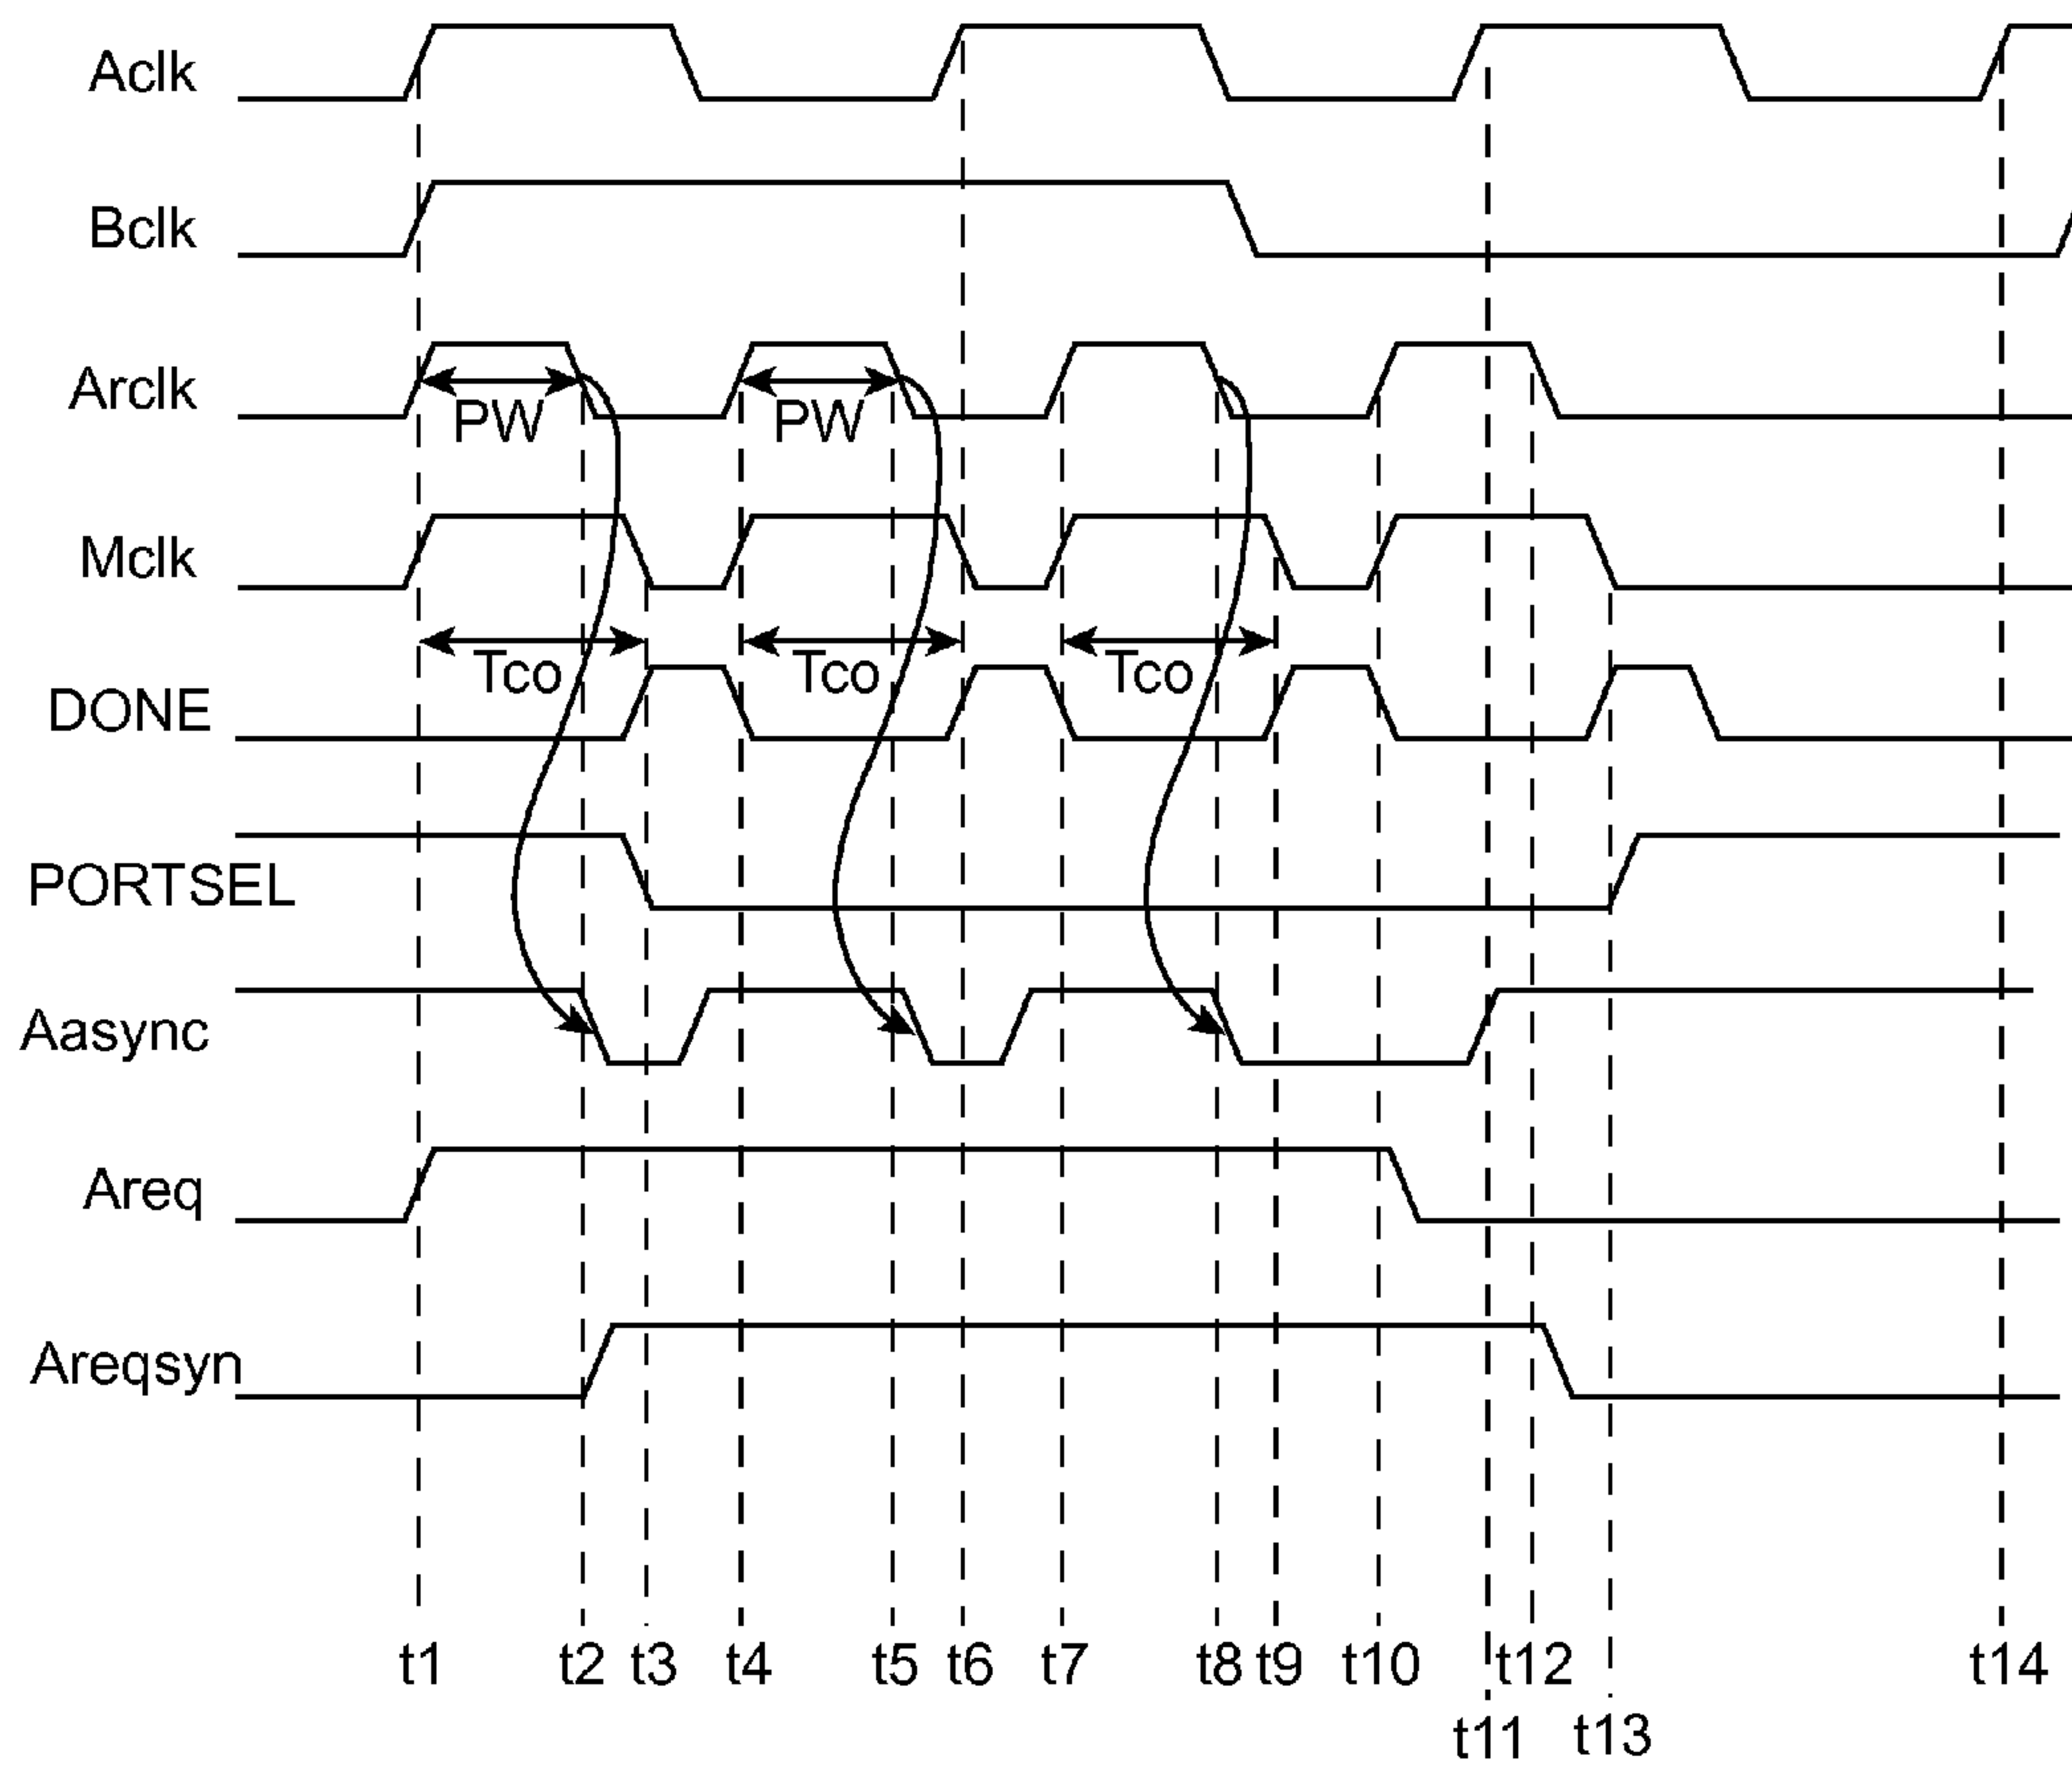 Aclk
Bclk
Arclk
PW PW
Mclk
Tco Tco Tco
DONE
PORTSEL
Aasync
Areq
Areqsyn
t1 t2 t3 t4 t5 t6 t7 t8 t9 t10 t12 t14
t11 t13